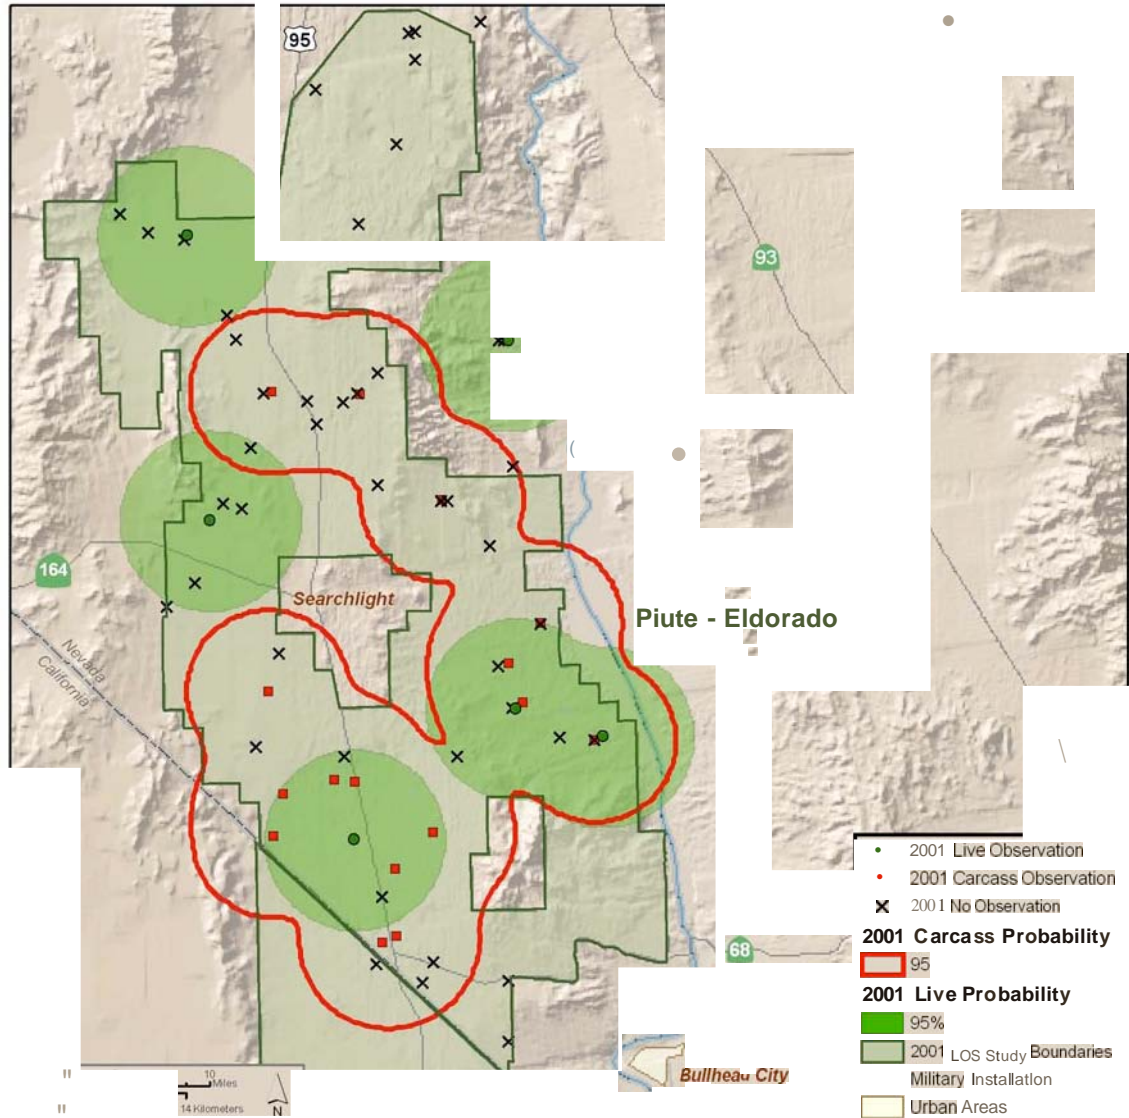 95
93
164
Searchlight
Piute - Eldorado
Nevada
California
68
2001 Live Observation
2001 Carcass Observation
2001 No Observation
2001 Carcass Probability
95
2001 Live Probability
95%
2001 LOS Study Boundaries
Military Installation
Urban Areas
Bullhead City
10
Miles
14 Kilometers
N